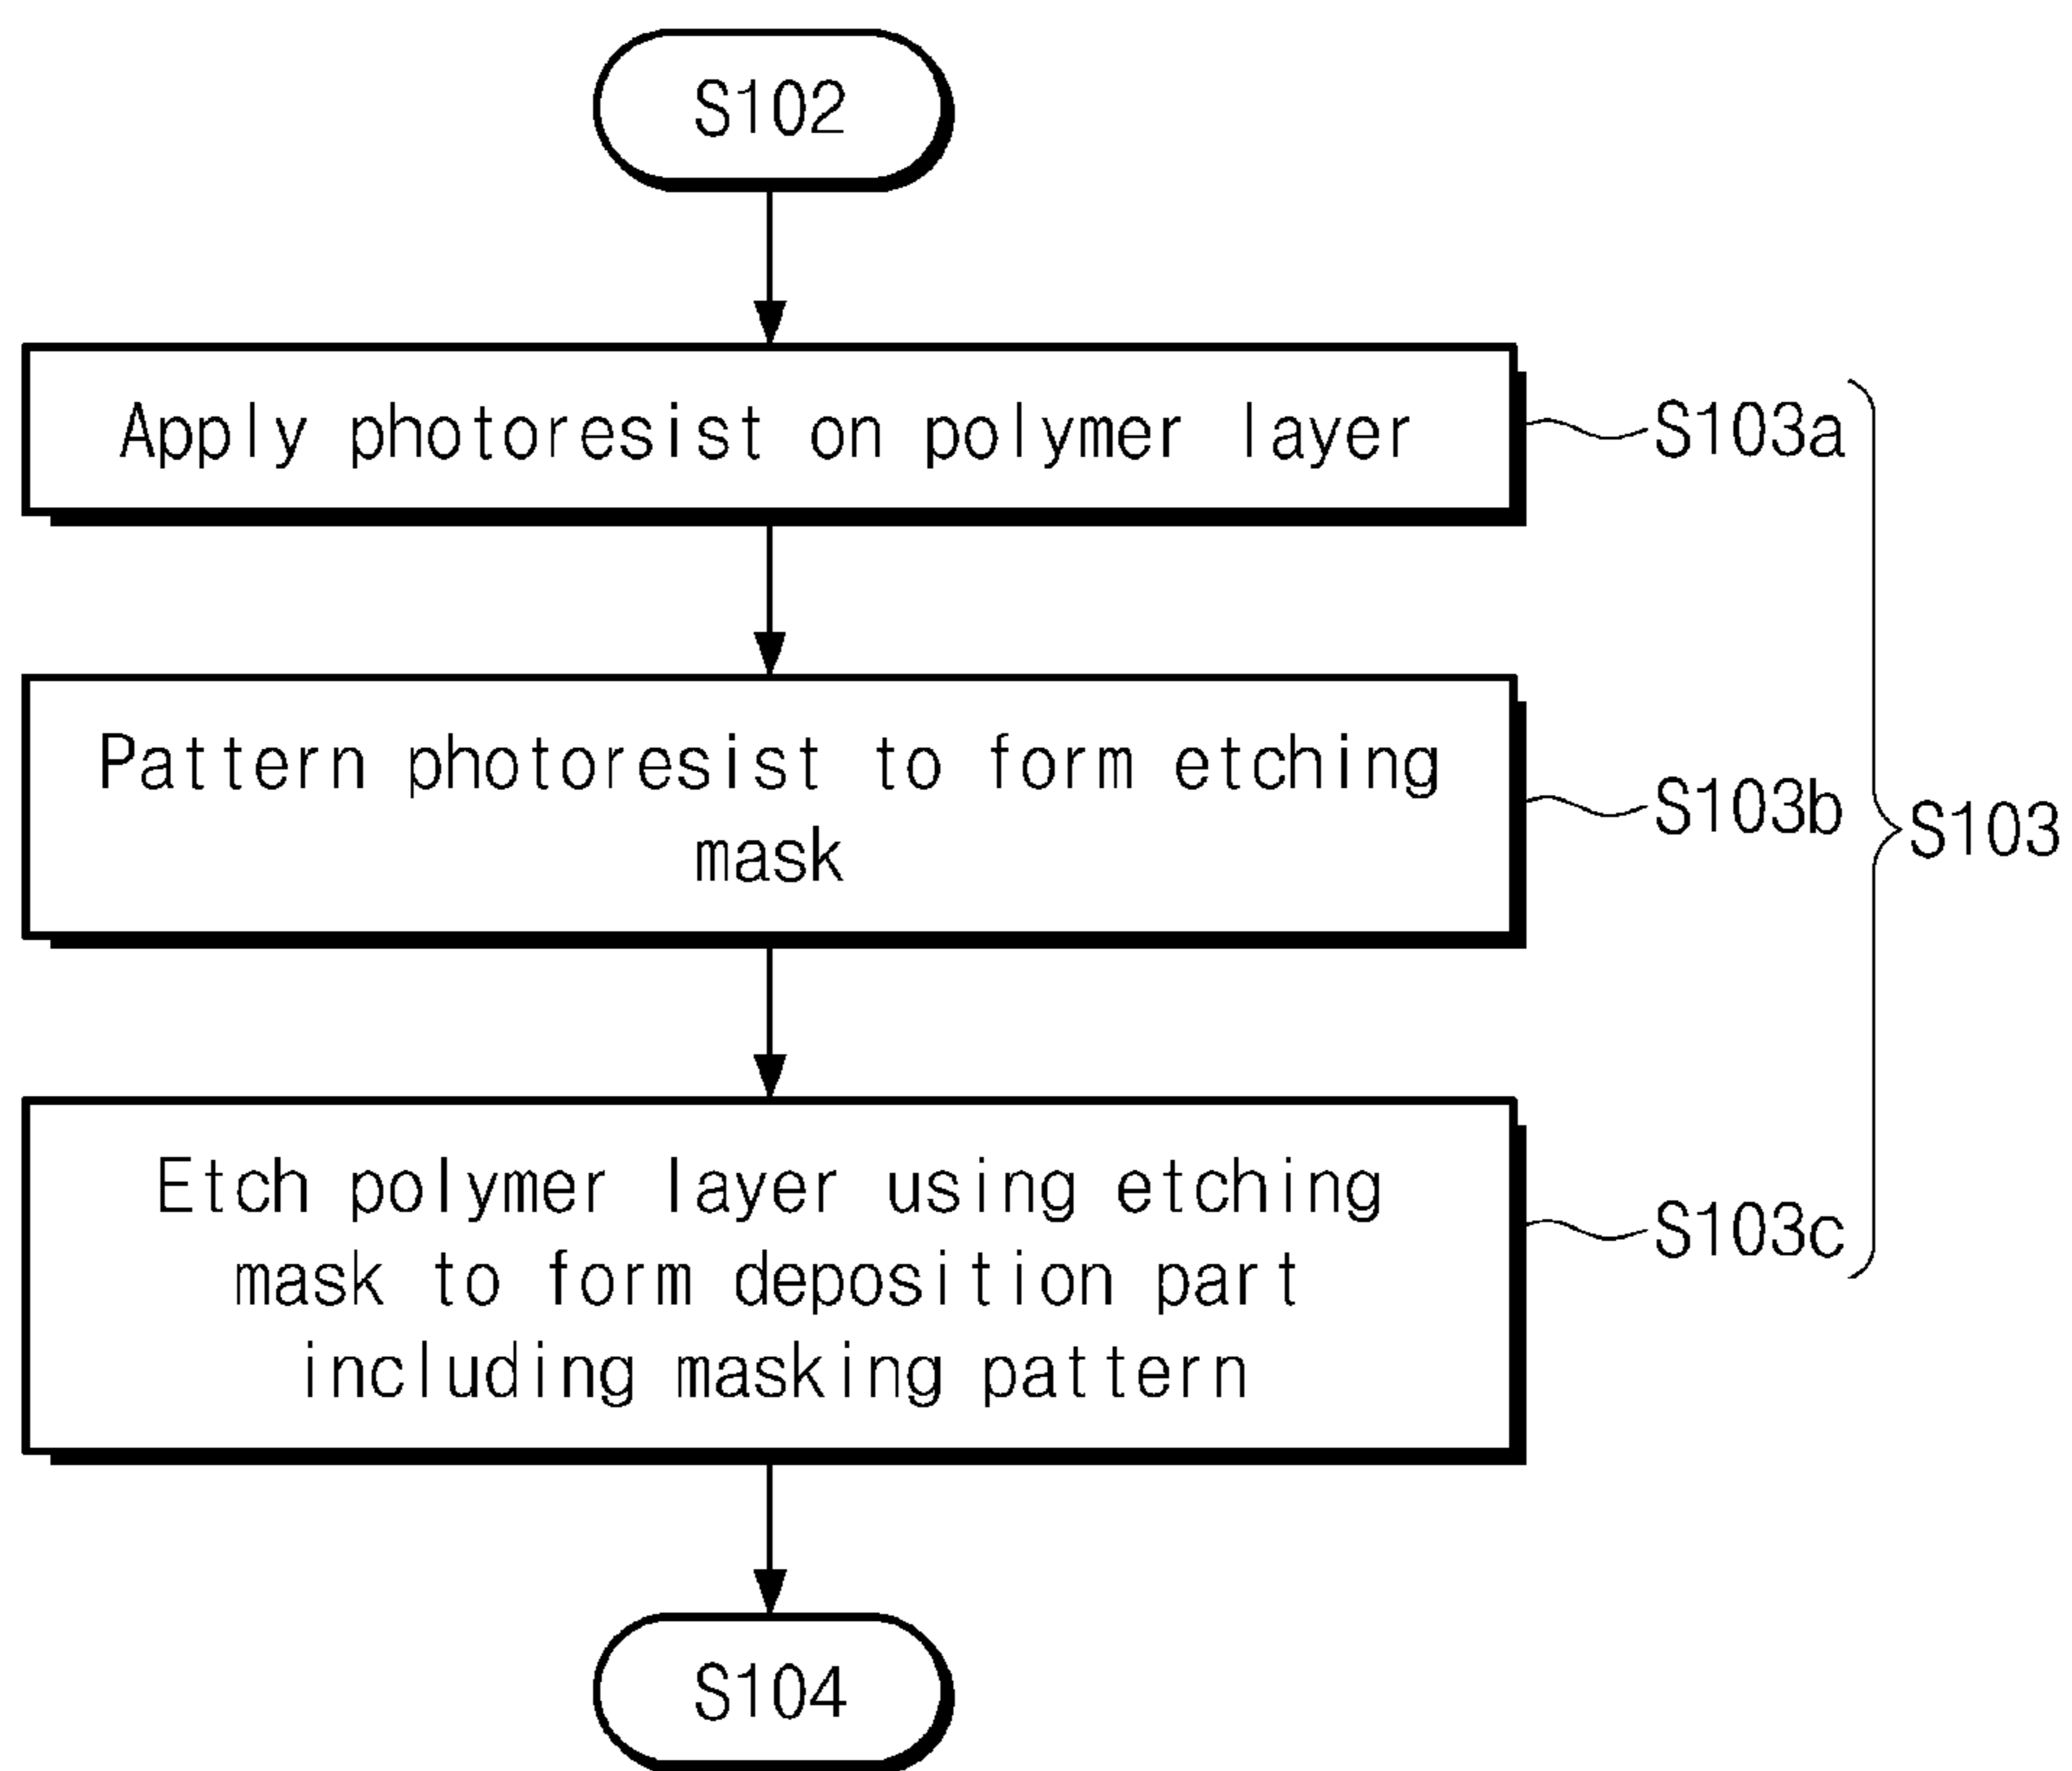 S102
Apply photoresist on polymer layer
S103a
Pattern photoresist to form etching
mask
S103b
S103
Etch polymer layer using etching
mask to form deposition part
including masking pattern
S103c
S104